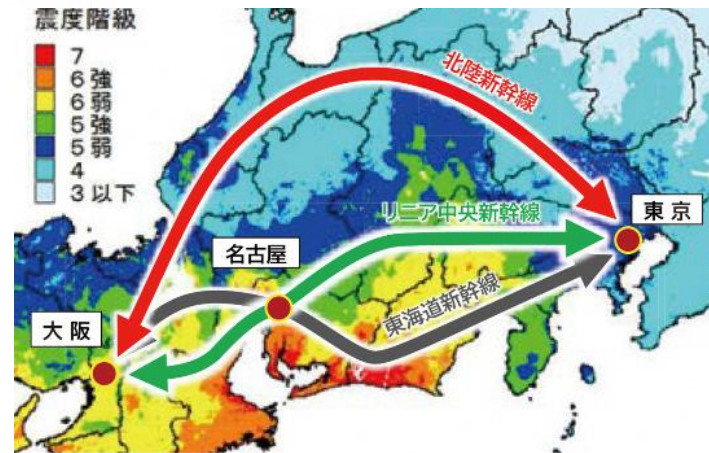 震度階級
7
6強
6弱
5強
5弱
4
3以下
北陸新幹線
東京
リニア中央新幹線
名古屋
東海道新幹線
大阪